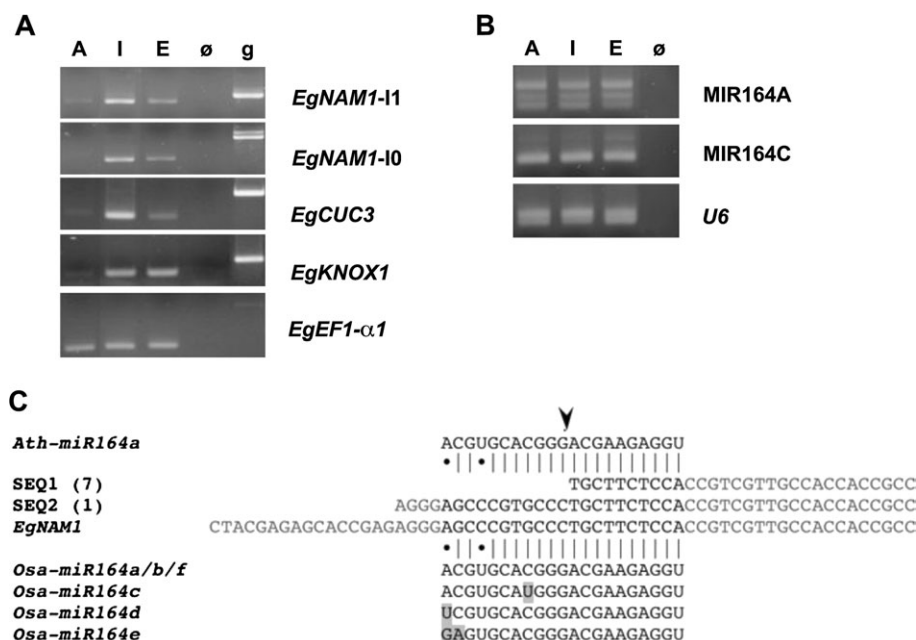 A
A I E ø g
EgNAM1-I1
EgNAM1-I0
EgCUC3
EgKNOX1
EgEF1-α1
B
A I E ø
MIR164A
MIR164C
U6
C
Ath-miR164a ACGUGCACGGGACGAAGAGGU
SEQ1 (7) TGCTTCTCCACCGTCGTTGCCACCACCGCC
SEQ2 (1) AGGGAGCCCGTGCCCTGCTTCTCCACCGTCGTTGCCACCACCGCC
EgNAM1 CTACGAGAGCACCGAGAGGGAGCCCGTGCCCTGCTTCTCCACCGTCGTTGCCACCACCGCC
Osa-miR164a/b/f ACGUGCACGGGACGAAGAGGU
Osa-miR164c ACGUGCAUGGGACGAAGAGGU
Osa-miR164d UCGUGCACGGGACGAAGAGGU
Osa-miR164e GAGUGCACGGGACGAAGAGGU